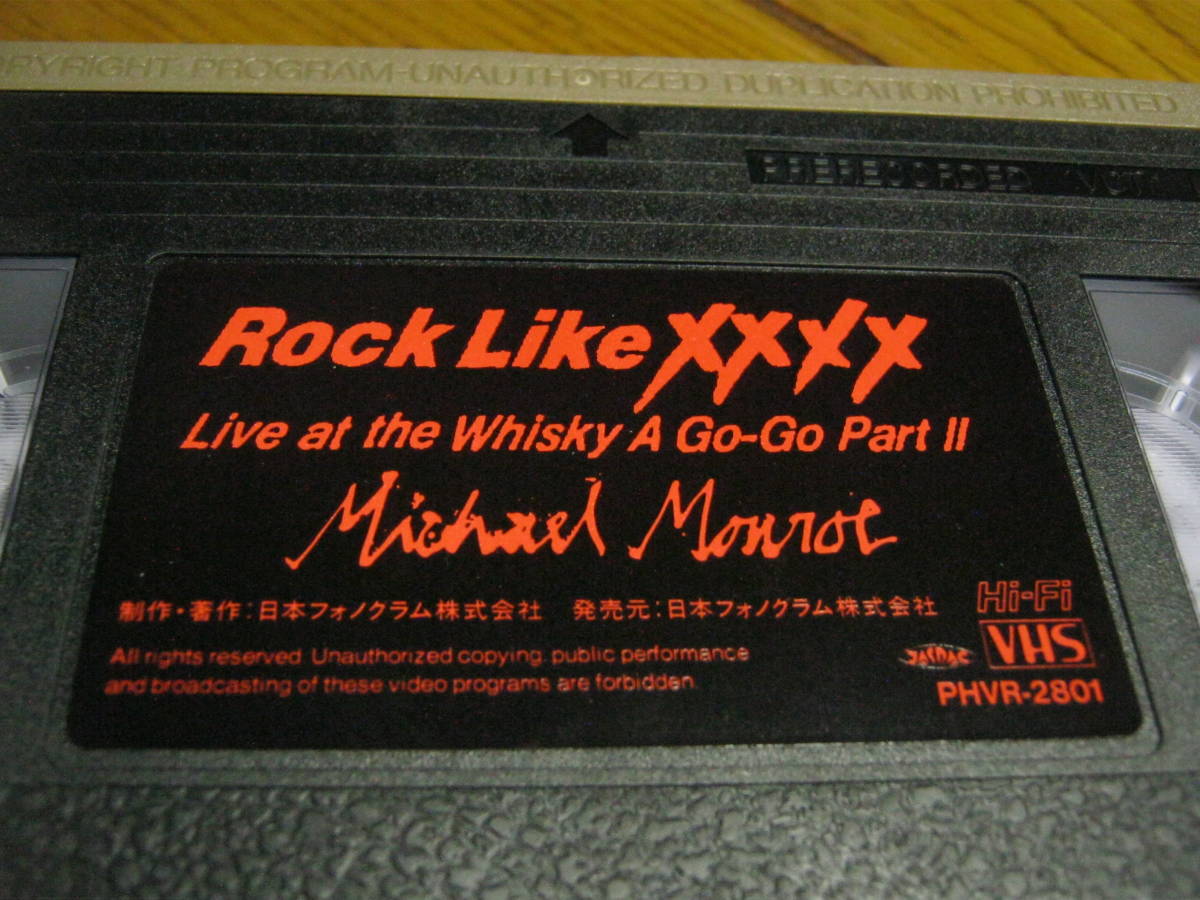 COPYRIGHT PROGRAM-UNAUTHORIZED DUPLICATION PROHIBITED
PRERECORDED VCT
Rock Like XXXX
Live at the Whisky A Go-Go Part II
Michael Monroe
制作・著作：日本フォノグラム株式会社 発売元：日本フォノグラム株式会社
Hi-Fi
VHS
All rights reserved. Unauthorized copying, public performance
and broadcasting of these video programs are forbidden.
JASRAC
PHVR-2801